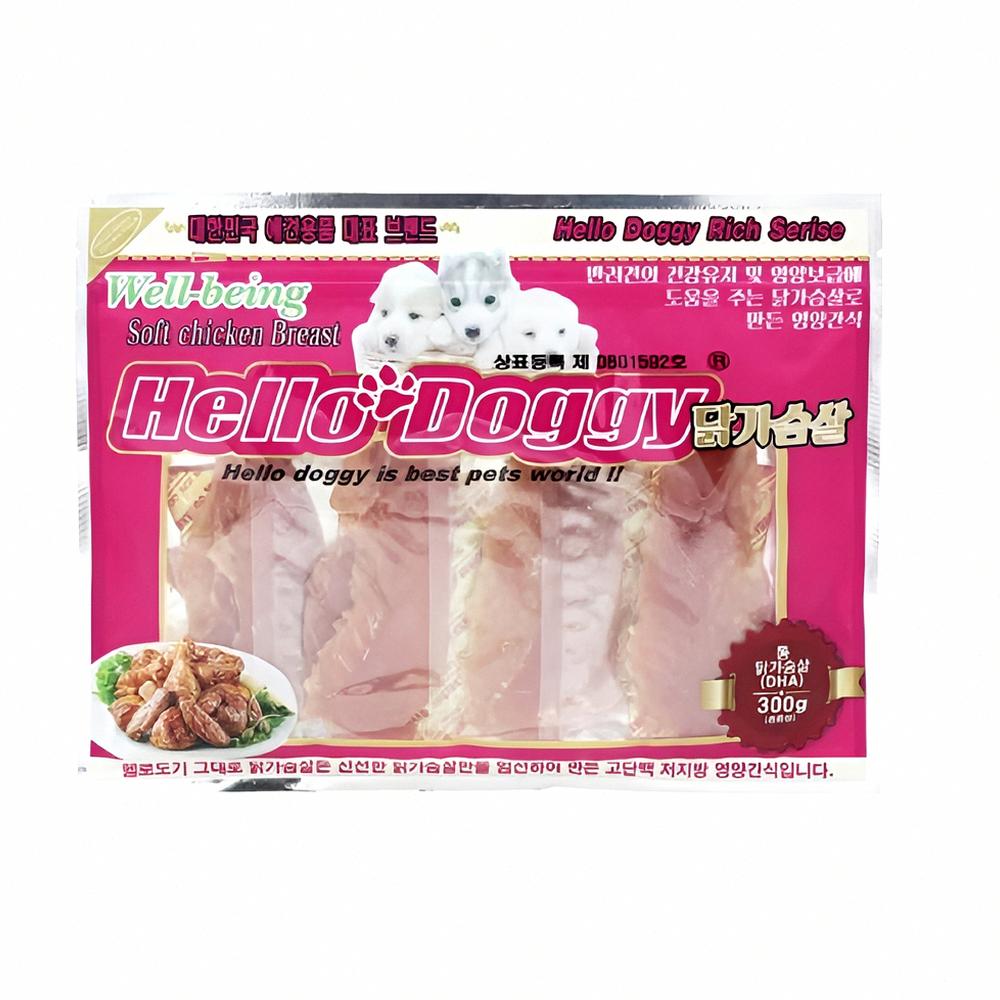 대한민국 애견용품 대표 브랜드
Hello Doggy Rich Serise
Well-being
Soft chicken Breast
반려견의 건강유지 및 영양보급에
도움을 주는 닭가슴살로
만든 영양간식
상표등록 제 0801592호 ®
Hello Doggy
닭가슴살
Hello doggy is best pets world !!
닭가슴살
(DHA)
300g
헬로도기 그대로 닭가슴살은 신선한 닭가슴살만을 엄선하여 만든 고단백 저지방 영양간식입니다.